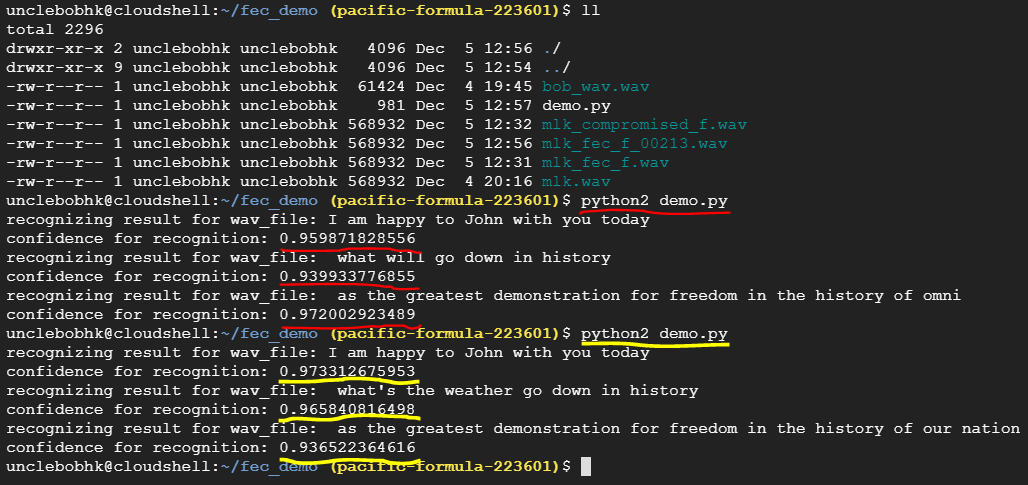 unclebobhk@cloudshell:~/fec_demo (pacific-formula-223601)$ ll
total 2296
drwxr-xr-x 2 unclebobhk unclebobhk   4096 Dec  5 12:56 ./
drwxr-xr-x 9 unclebobhk unclebobhk   4096 Dec  5 12:54 ../
-rw-r--r-- 1 unclebobhk unclebobhk  61424 Dec  4 19:45 bob_wav.wav
-rw-r--r-- 1 unclebobhk unclebobhk    981 Dec  5 12:57 demo.py
-rw-r--r-- 1 unclebobhk unclebobhk 568932 Dec  5 12:32 mlk_compromised_f.wav
-rw-r--r-- 1 unclebobhk unclebobhk 568932 Dec  5 12:56 mlk_fec_f_00213.wav
-rw-r--r-- 1 unclebobhk unclebobhk 568932 Dec  5 12:31 mlk_fec_f.wav
-rw-r--r-- 1 unclebobhk unclebobhk 568932 Dec  4 20:16 mlk.wav
unclebobhk@cloudshell:~/fec_demo (pacific-formula-223601)$ python2 demo.py
recognizing result for wav_file: I am happy to John with you today
confidence for recognition: 0.959871828556
recognizing result for wav_file:  what will go down in history
confidence for recognition: 0.939933776855
recognizing result for wav_file:  as the greatest demonstration for freedom in the history of omni
confidence for recognition: 0.972002923489
unclebobhk@cloudshell:~/fec_demo (pacific-formula-223601)$ python2 demo.py
recognizing result for wav_file: I am happy to John with you today
confidence for recognition: 0.973312675953
recognizing result for wav_file:  what's the weather go down in history
confidence for recognition: 0.965840816498
recognizing result for wav_file:  as the greatest demonstration for freedom in the history of our nation
confidence for recognition: 0.936522364616
unclebobhk@cloudshell:~/fec_demo (pacific-formula-223601)$